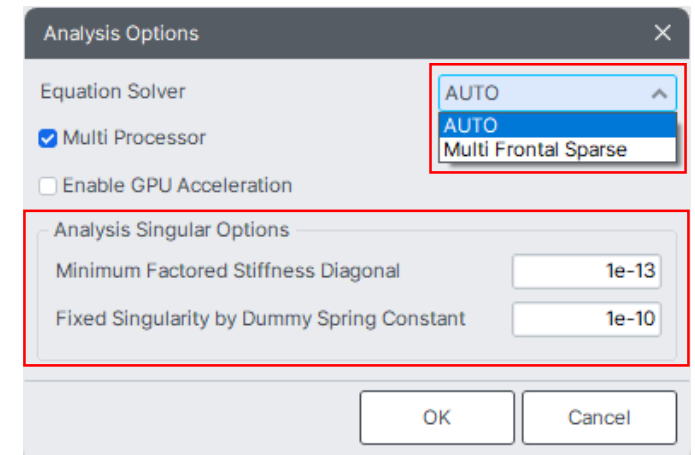 Analysis Options
Equation Solver
AUTO
AUTO
Multi Frontal Sparse
Multi Processor
Enable GPU Acceleration
Analysis Singular Options
Minimum Factored Stiffness Diagonal 1e-13
Fixed Singularity by Dummy Spring Constant 1e-10
OK Cancel